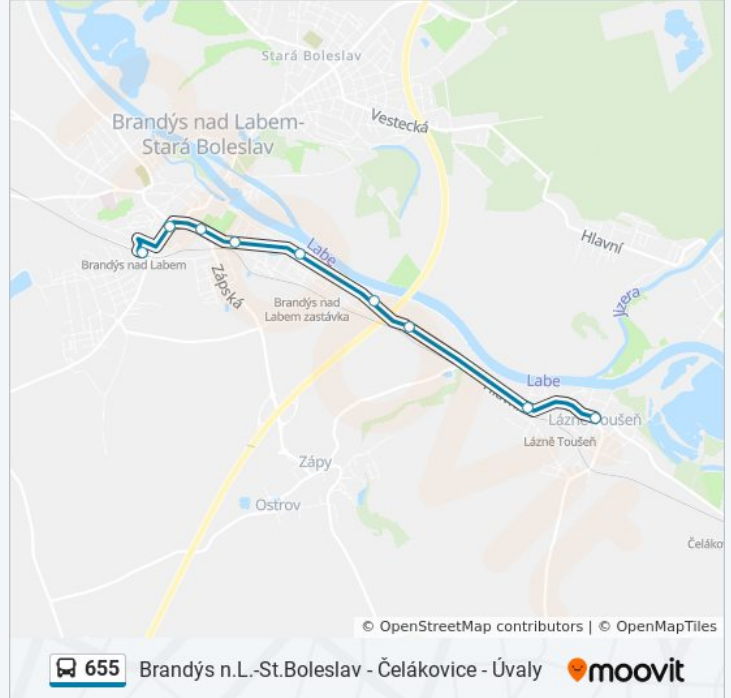 Stará Boleslav
Vestecká
Brandýs nad Labem-
Stará Boleslav
Hlavní
Labe
Brandýs nad Labem
Zápská
Jizera
Brandýs nad
Labem zastávka
Labe
Lázně Toušeň
Lázně Toušeň
Zápy
Ostrov
Čeláko
© OpenStreetMap contributors | © OpenMapTiles
655 Brandýs n.L.-St.Boleslav - Čelákovice - Úvaly moovit